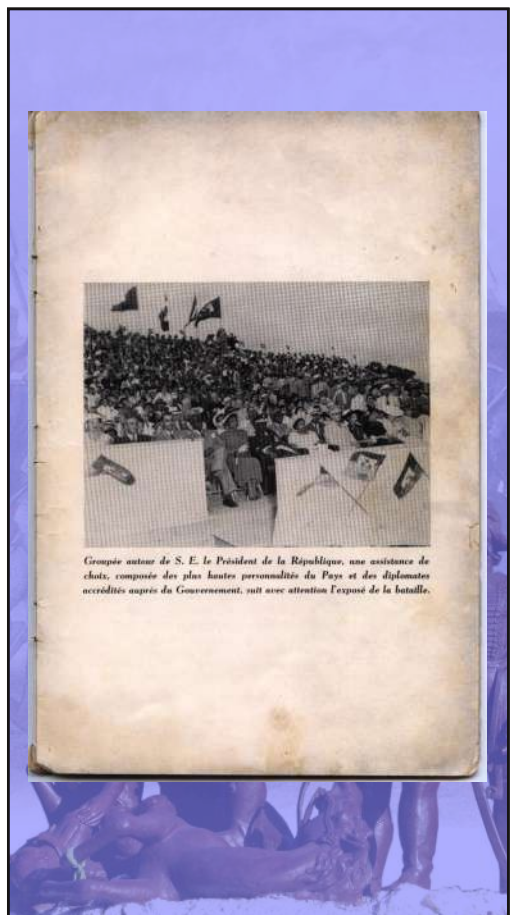 Groupée autour de S. E. le Président de la République, une assistance de
choix, composée des plus hautes personnalités du Pays et des diplomates
accrédités auprès du Gouvernement, suit avec attention l'exposé de la bataille.